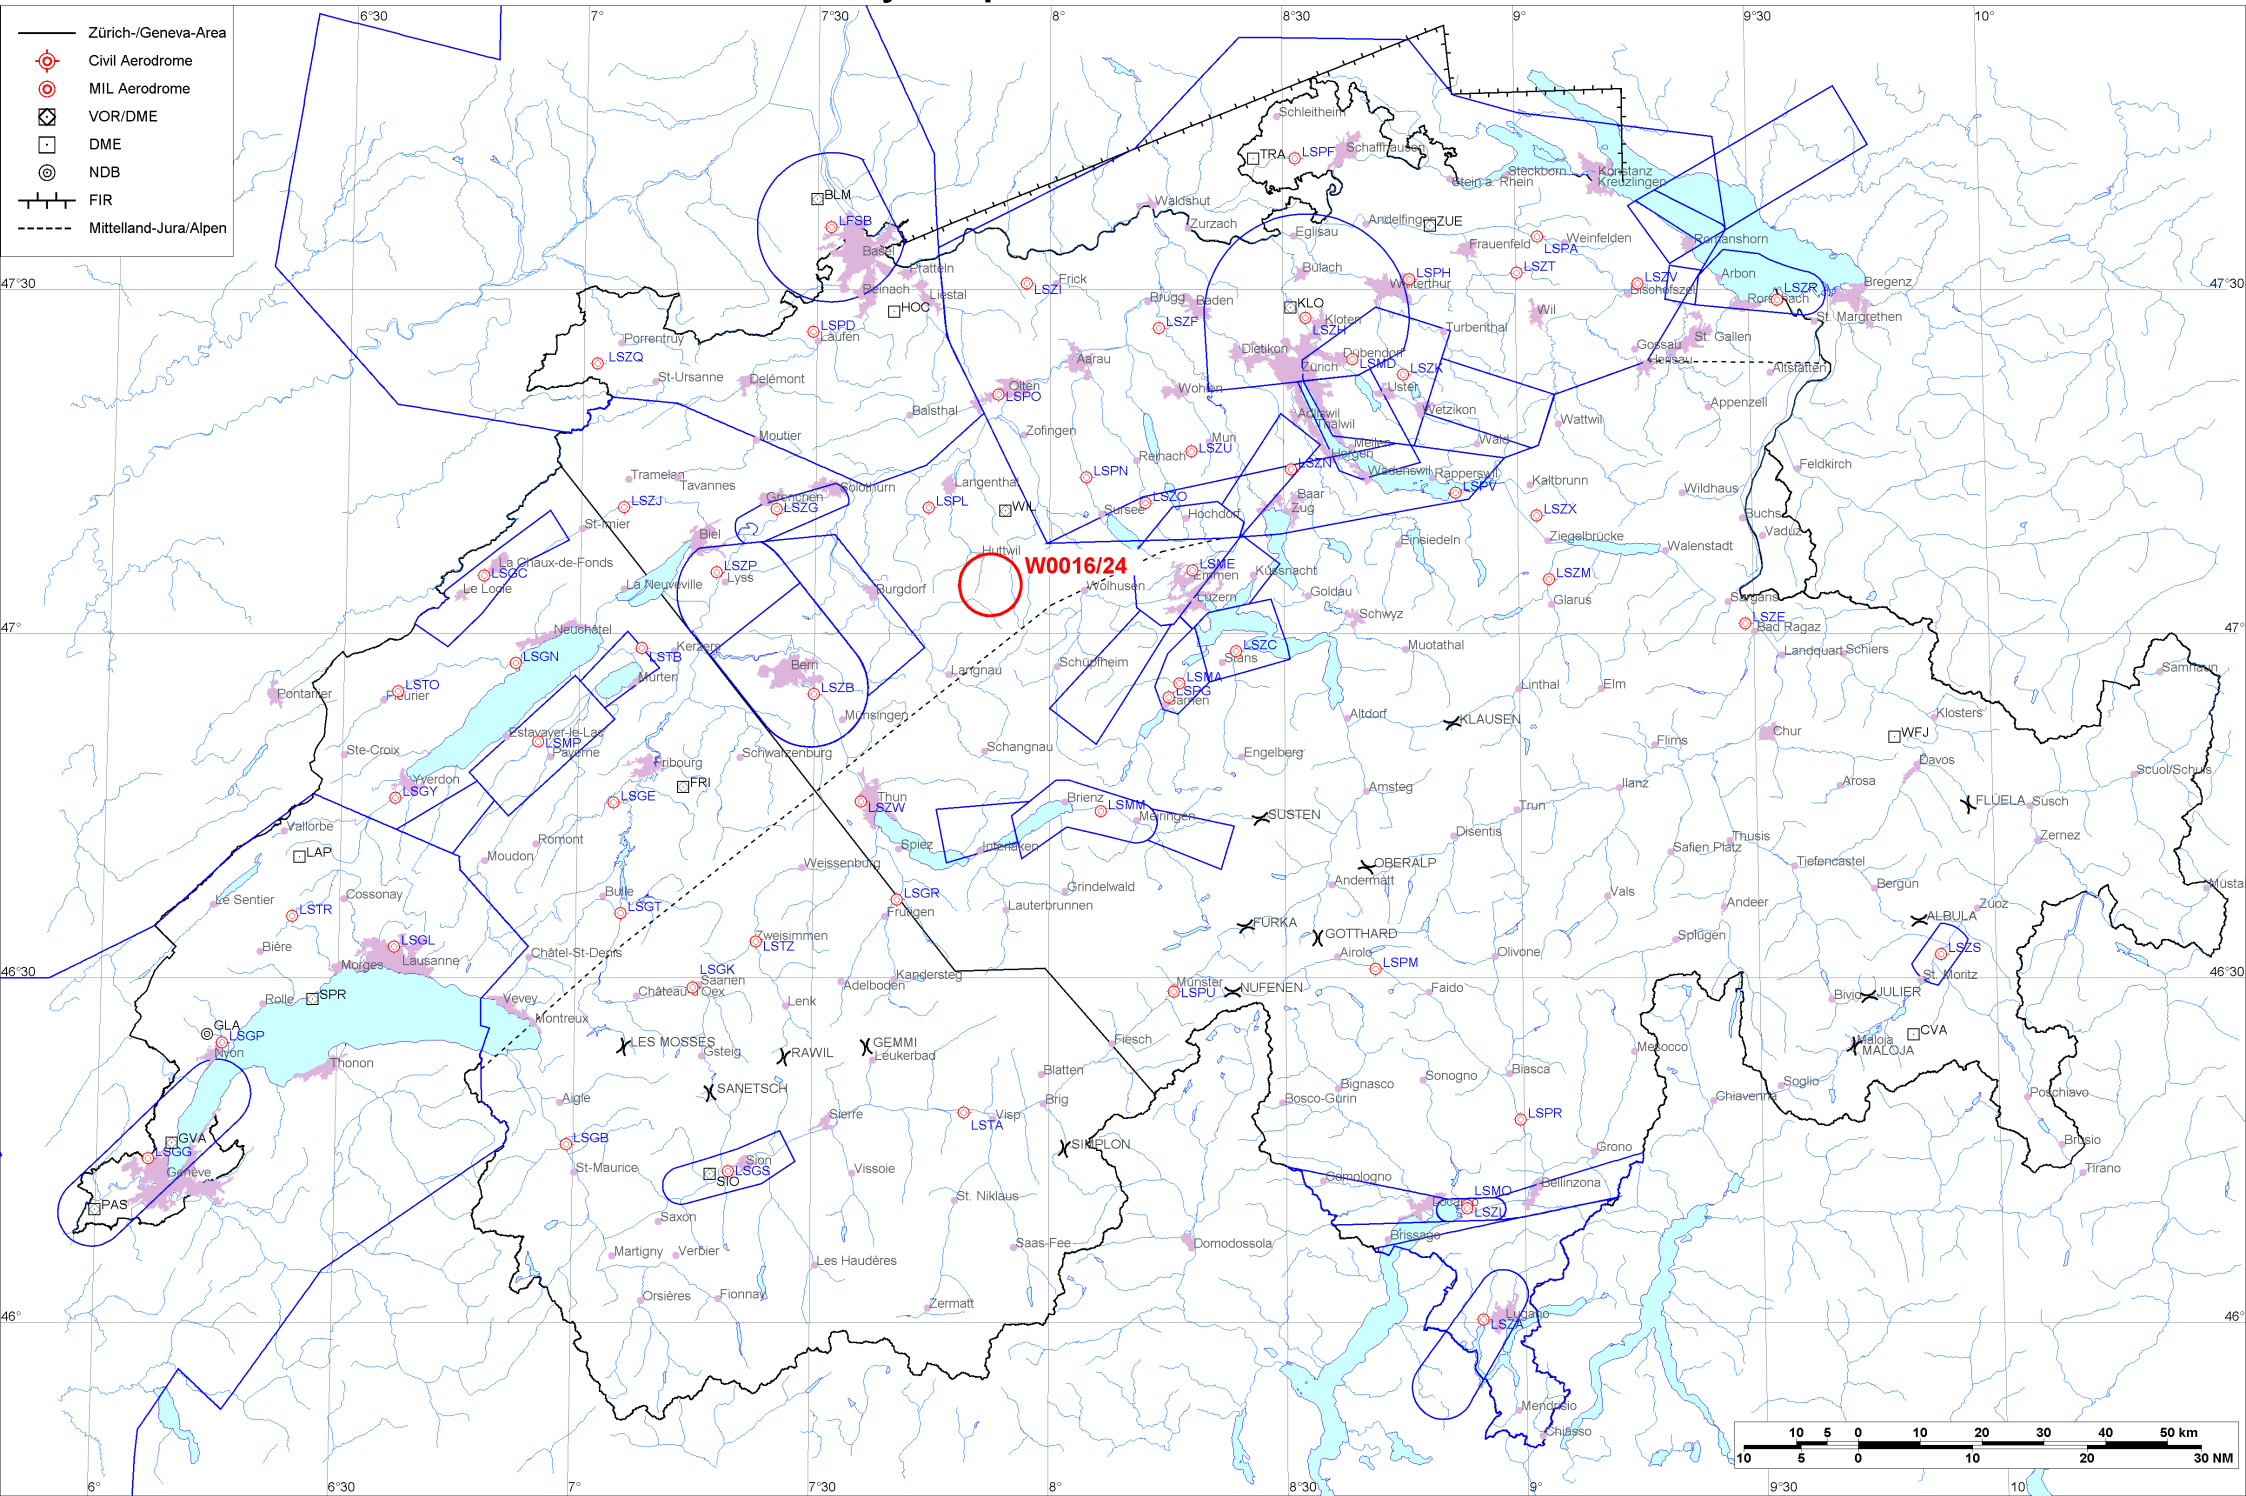 6°30
7°
7°30
8°
8°30
9°
9°30
10°
Zürich-/Geneva-Area
Civil Aerodrome
MIL Aerodrome
VOR/DME
DME
NDB
FIR
Mittelland-Jura/Alpen
Schleitheim
TRA
LSPF
Schaffhausen
Steckborn
Konstanz
Stein a. Rhein
Kreuzlingen
BLM
Waldshut
LFSB
Zurzach
Eglisau
Andelfingen
ZUE
LSPA
Weinfelden
Romanshorn
Basel
Frauenfeld
Pratteln
Bülach
LSPH
LSZT
LSZV
Arbon
LSZR
Bregenz
47°30
Reinach
Liestal
LSZI
Frick
Winterthur
Bischofszell
Rorschach
47°30
HOC
Brugg
Baden
KLO
Kloten
Wil
St. Margrethen
LSPD
Laufen
LSZF
LSZH
Turbenthal
St. Gallen
Porrentruy
Dietikon
Dübendorf
Gossau
LSZQ
Aarau
Zürich
LSMD
LSZK
Herisau
Altstätten
St-Ursanne
Delémont
Olten
LSPO
Wohlen
Uster
Appenzell
Balsthal
Adliswil
Thalwil
Wetzikon
Wattwil
Moutier
Zofingen
Muri
LSZU
Meilen
Wald
Horgen
Reinach
LSZN
Wädenswil
Rapperswil
Feldkirch
Tramelan
Tavannes
LSPN
LSPV
Kaltbrunn
Wildhaus
Grenchen
Solothurn
Langenthal
Baar
Zug
LSZJ
LSZG
LSPL
WIL
LSZO
Sursee
Hochdorf
LSZX
Buchs
St-Imier
Vaduz
Biel
Huttwil
Einsiedeln
Ziegelbrücke
Walenstadt
La Chaux-de-Fonds
LSGC
LSZP
Lyss
W0016/24
LSME
Emmen
Küssnacht
LSZM
Le Locle
La Neuveville
Burgdorf
Wolhusen
Luzern
Goldau
Glarus
Sargans
Schwyz
LSZE
Bad Ragaz
47°
Neuchâtel
47°
Kerzers
LSZC
Muotathal
Landquart
Schiers
LSGN
LSTB
Bern
Schüpfheim
Stans
Samnaun
Murten
Langnau
LSTO
Fleurier
Pontarlier
LSZB
LSMA
LSPG
Sarnen
Linthal
Elm
Münsingen
Altdorf
KLAUSEN
Klosters
Estavayer-le-Lac
LSMP
Payerne
Ste-Croix
Schwarzenburg
Schangnau
Engelberg
Flims
Chur
WFJ
Davos
Fribourg
Yverdon
LSGY
FRI
LSGE
Thun
LSZW
Brienz
LSMM
Meiringen
Amsteg
Ilanz
Arosa
Scuol/Schuls
SUSTEN
Trun
FLÜELA
Susch
Vallorbe
Romont
Disentis
Thusis
Zernez
LAP
Moudon
Spiez
Interlaken
Safien Platz
Weissenburg
OBERALP
Tiefencastel
Le Sentier
Cossonay
Bulle
LSGR
Grindelwald
Andermatt
Vals
Bergün
LSTR
LSGT
Frutigen
Lauterbrunnen
Andeer
Zuoz
FURKA
ALBULA
Bière
LSGL
Zweisimmen
LSTZ
GOTTHARD
Splügen
Châtel-St-Denis
Airolo
Olivone
LSZS
Morges
Lausanne
LSGK
LSPM
46°30
Saanen
Kandersteg
St. Moritz
46°30
Adelboden
Münster
LSPU
NUFENEN
Faido
Rolle
SPR
Vevey
Château-d'Oex
Lenk
Bivio
JULIER
Montreux
GLA
LSGP
CVA
Nyon
LES MOSSES
RAWIL
GEMMI
Fiesch
Mesocco
Maloja
MALOJA
Thonon
Gsteig
Leukerbad
Blatten
Sonogno
Biasca
Bignasco
Soglio
SANETSCH
Aigle
Brig
Bosco-Gurin
Chiavenna
Poschiavo
Sierre
LSTA
Visp
LSPR
GVA
LSGB
SIMPLON
Grono
Brusio
LSGG
Genève
St-Maurice
Sion
LSGS
SIO
Vissoie
Comologno
Tirano
PAS
St. Niklaus
LSMO
Bellinzona
Locarno
LSZL
Saxon
Brissago
Martigny
Verbier
Saas-Fee
Domodossola
Les Haudères
Orsières
Fionnay
Zermatt
46°
Lugano
LSZA
46°
Mendrisio
Chiasso
10 5 0 10 20 30 40 50 km
10 5 0 10 20 30 NM
6°
6°30
7°
7°30
8°
8°30
9°
9°30
10°